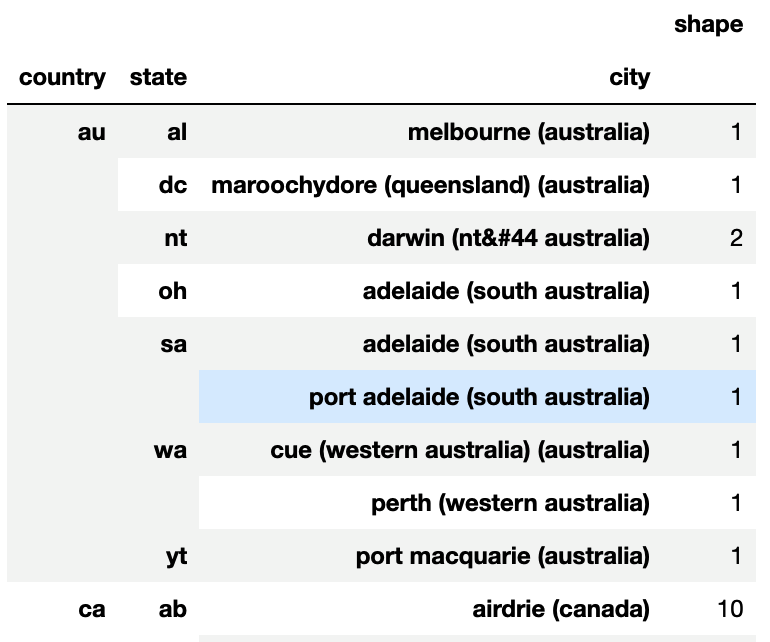 shape
country state city
au al melbourne (australia) 1
dc maroochydore (queensland) (australia) 1
nt darwin (nt&#44 australia) 2
oh adelaide (south australia) 1
sa adelaide (south australia) 1
port adelaide (south australia) 1
wa cue (western australia) (australia) 1
perth (western australia) 1
yt port macquarie (australia) 1
ca ab airdrie (canada) 10